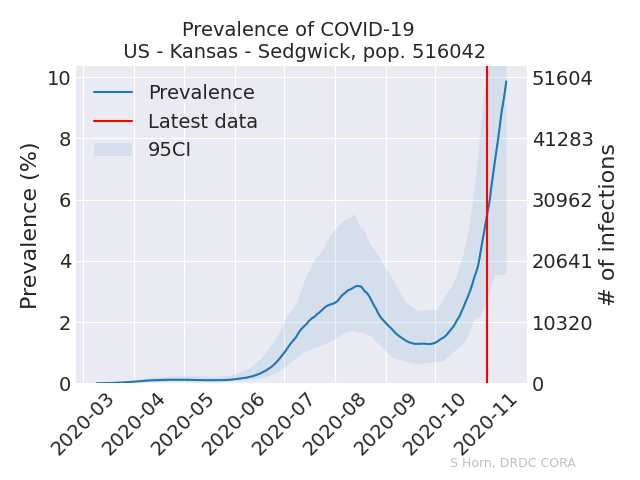 Prevalence of COVID-19
US - Kansas - Sedgwick, pop. 516042
Prevalence
Latest data
95CI
Prevalence (%)
10
8
6
4
2
0
51604
41283
30962
20641
10320
0
# of infections
2020-03
2020-04
2020-05
2020-06
2020-07
2020-08
2020-09
2020-10
2020-11
S Horn, DRDC CORA